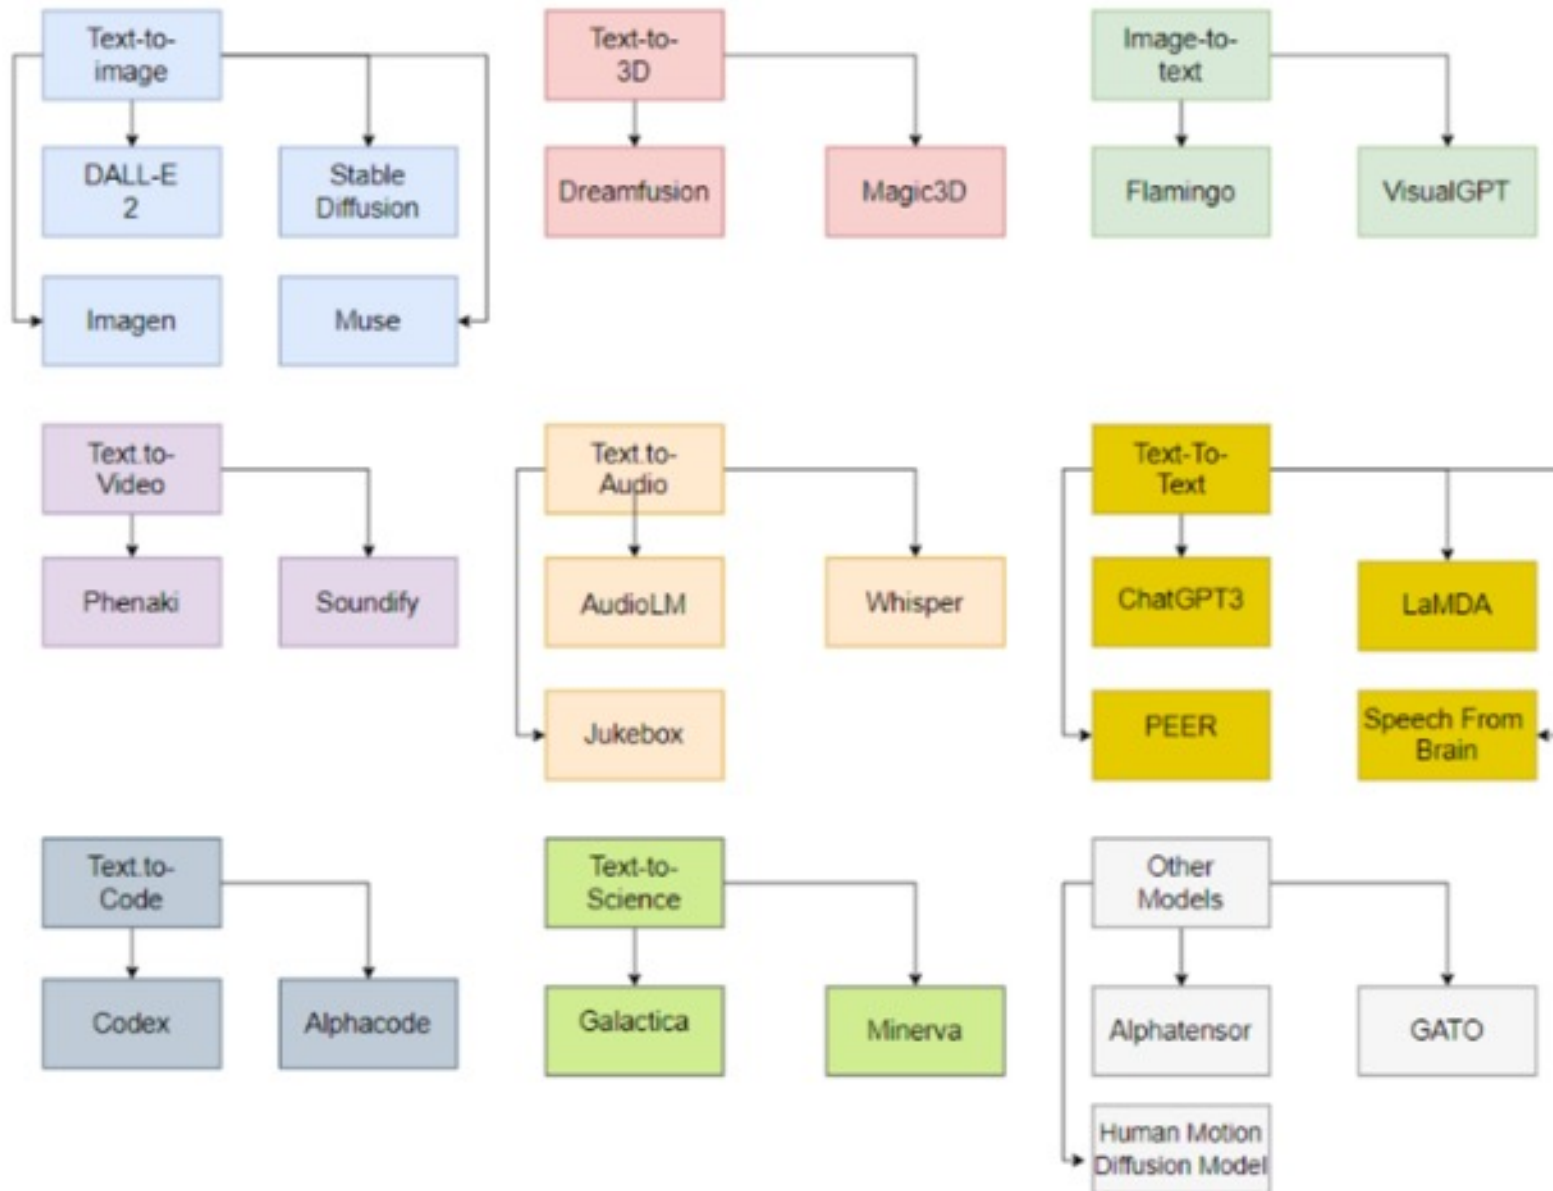 Text-to-
image
Text-to-
3D
Image-to-
text
DALL-E
2
Stable
Diffusion
Dreamfusion
Magic3D
Flamingo
VisualGPT
Imagen
Muse
Text.to-
Video
Text.to-
Audio
Text-To-
Text
Phenaki
Soundify
AudioLM
Whisper
ChatGPT3
LaMDA
Jukebox
PEER
Speech From
Brain
Text.to-
Code
Text-to-
Science
Other
Models
Codex
Alphacode
Galactica
Minerva
Alphatensor
GATO
Human Motion
Diffusion Model